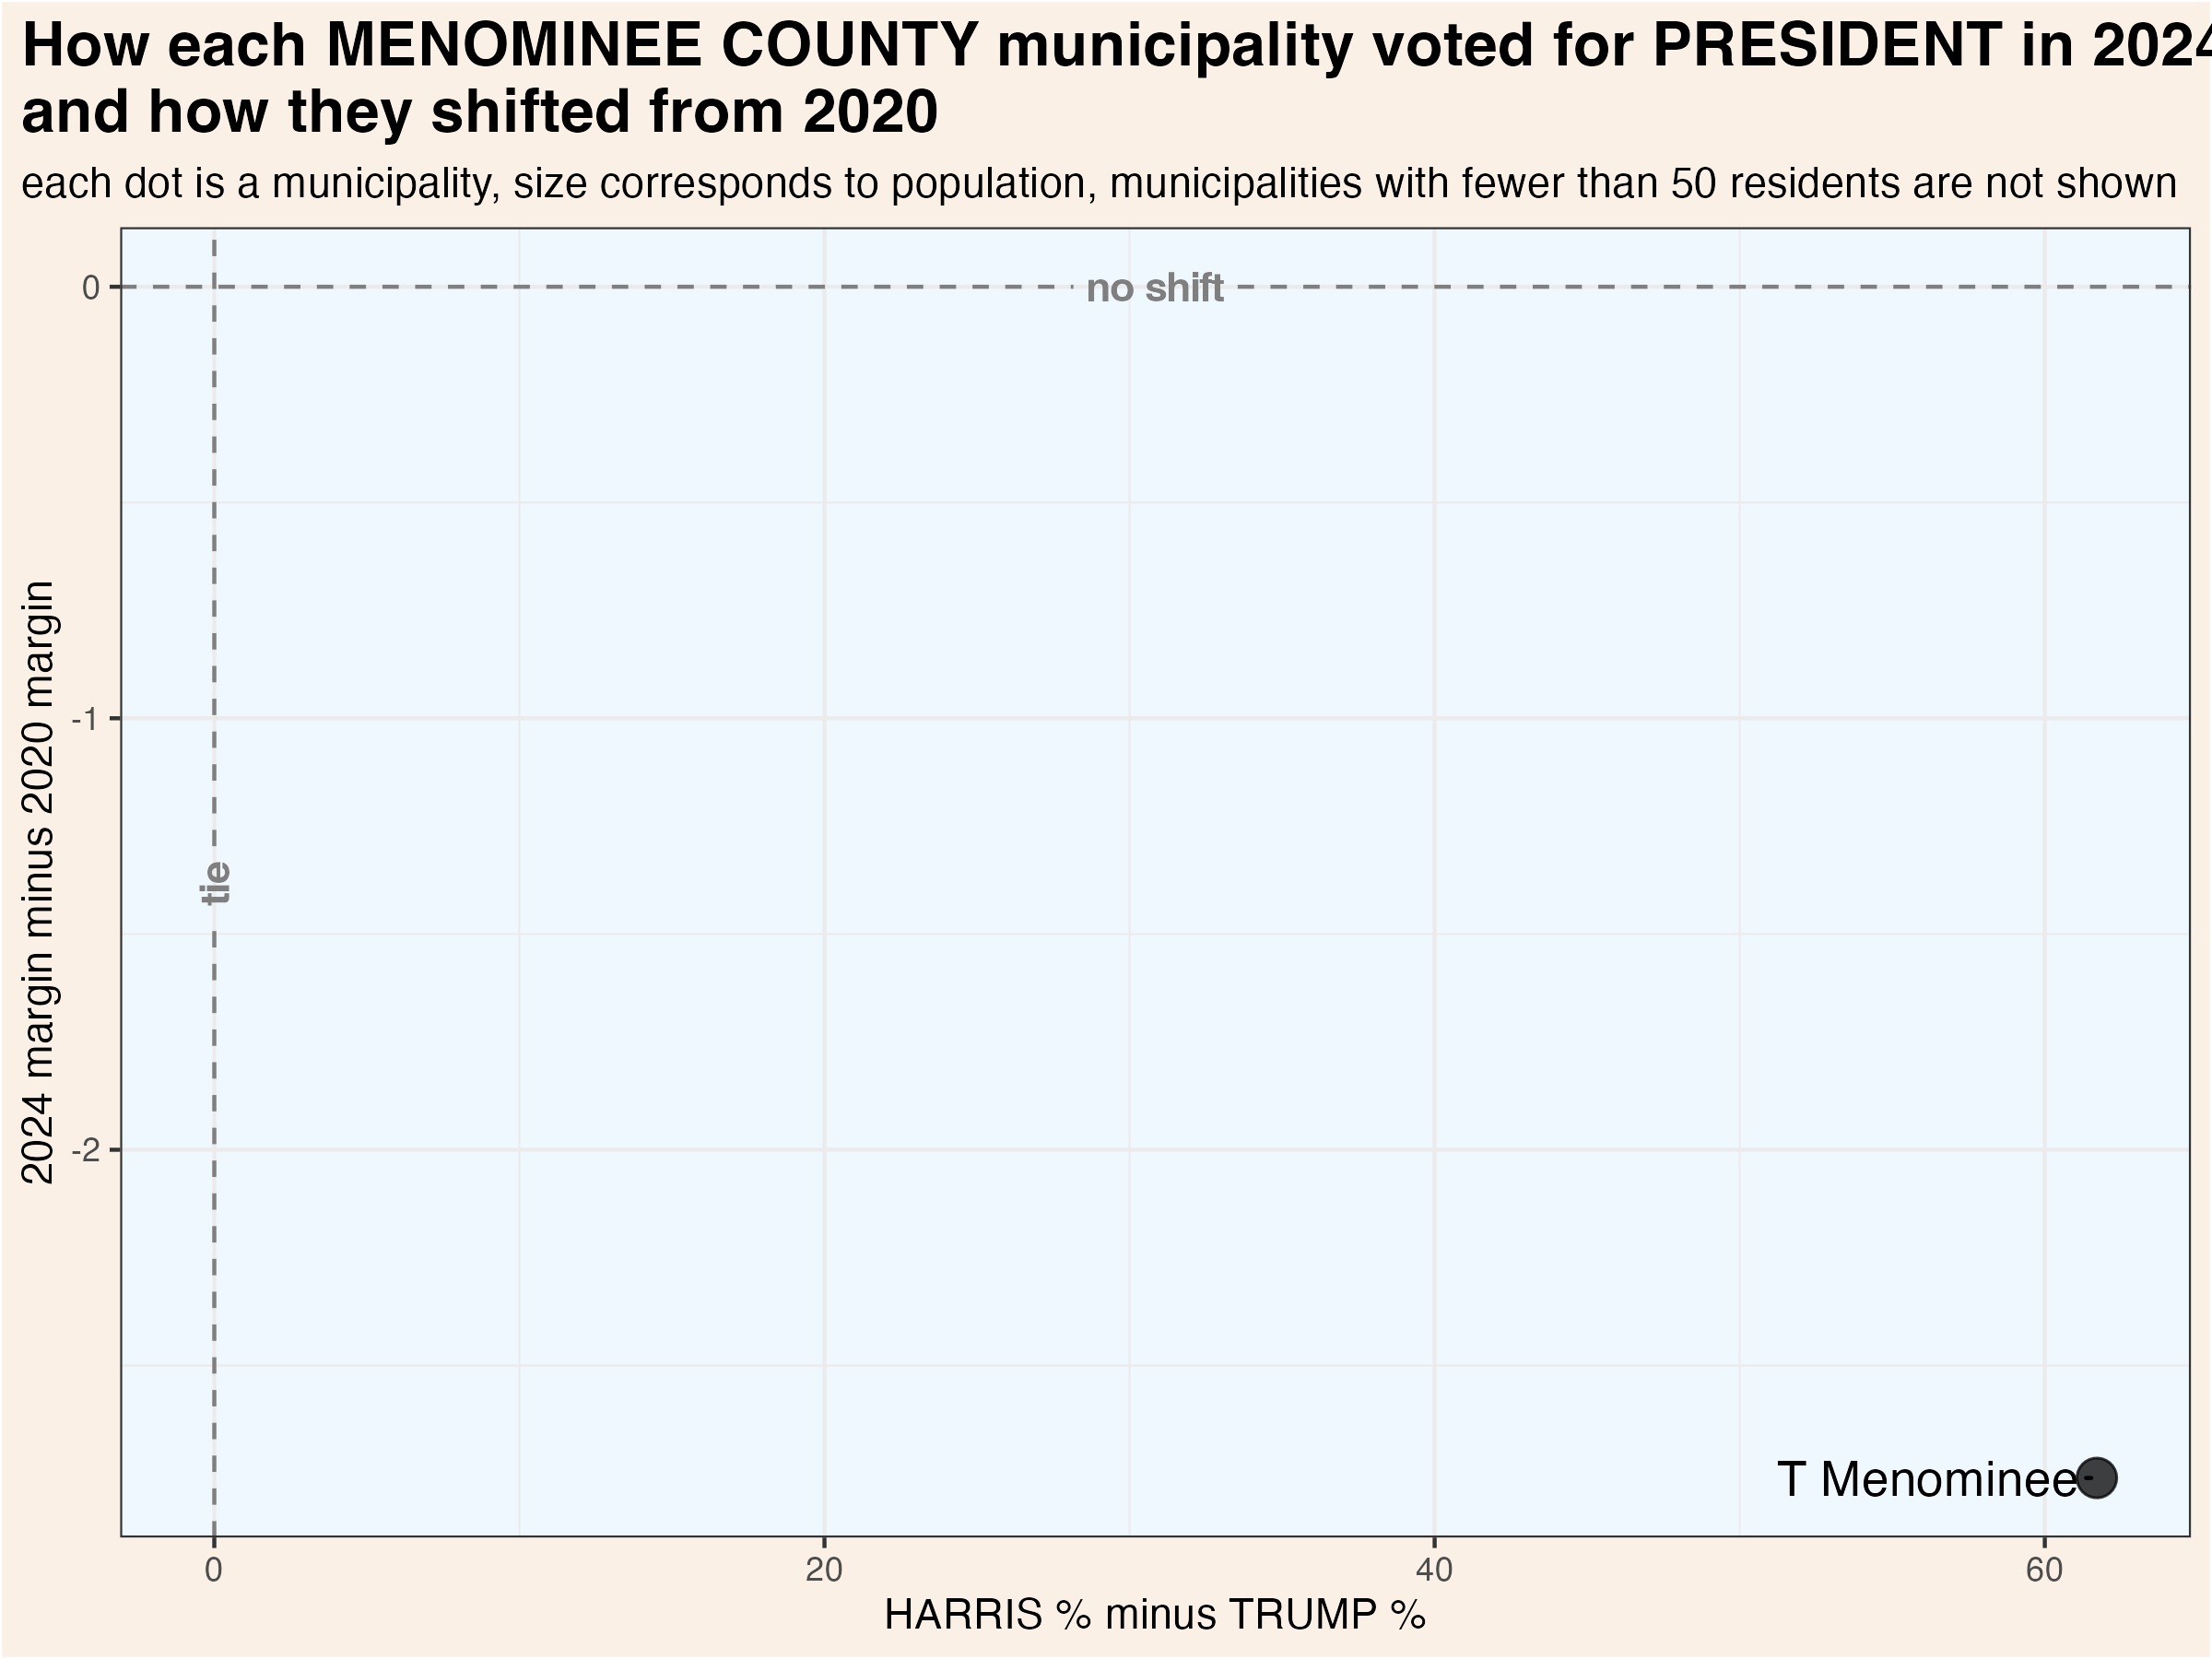 How each MENOMINEE COUNTY municipality voted for PRESIDENT in 2024
and how they shifted from 2020
each dot is a municipality, size corresponds to population, municipalities with fewer than 50 residents are not shown
0
no shift
-1
2024 margin minus 2020 margin
tie
-2
T Menominee
0
20
40
60
HARRIS % minus TRUMP %